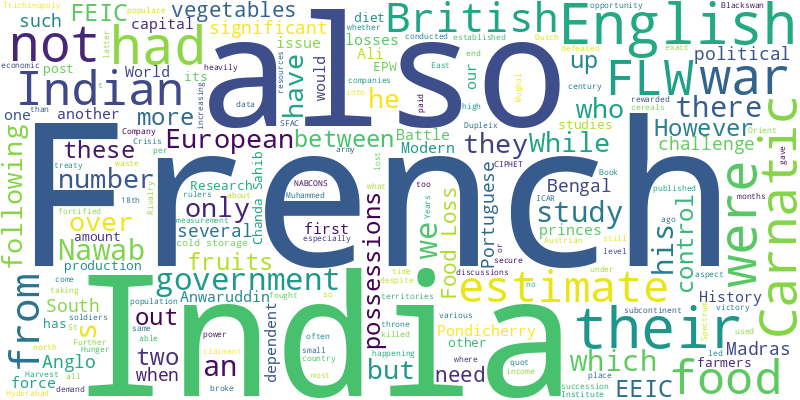 FEIC such vegetables significant diet losses British English
capital issue Ali EPW our up political Blackswan
not had World its have would he FLW war
post also who there
Indian one another more European between Battle they While However
these number only study Modern Portuguese Bengal princes challenge
French
following over Nawab amount several Research cold storage first Chanda Sahib
NABCONS Muhammed CIPHET ICAR Food Loss we possessions control his were Carnatic
from production government fruits estimate History
South Anwaruddin Pondicherry Madras farmers
India
has out two when an Anglo force dependent but need other which their food EEIC
Trichinopoly populace latter economic than Company Crisis treaty per waste
18th fortified Rivalry rulers measurement about increasing data heavily
opportunity whether conducted established Dutch exact defeated Mughal
East companies into end century rewarded cereals Orient gave
resources SFAC high Dupleix paid army lost what too Years or
especially discussions secure Austrian Book published months ago level aspect
no under still time despite territories fought so various
come taking population same able power claimants broke often small country most
throne killed happening where quot income used led victory subcontinent
place succession Institute Spectrum Hyderabad demand Harvest all
soldiers St Further Hunger worth studies